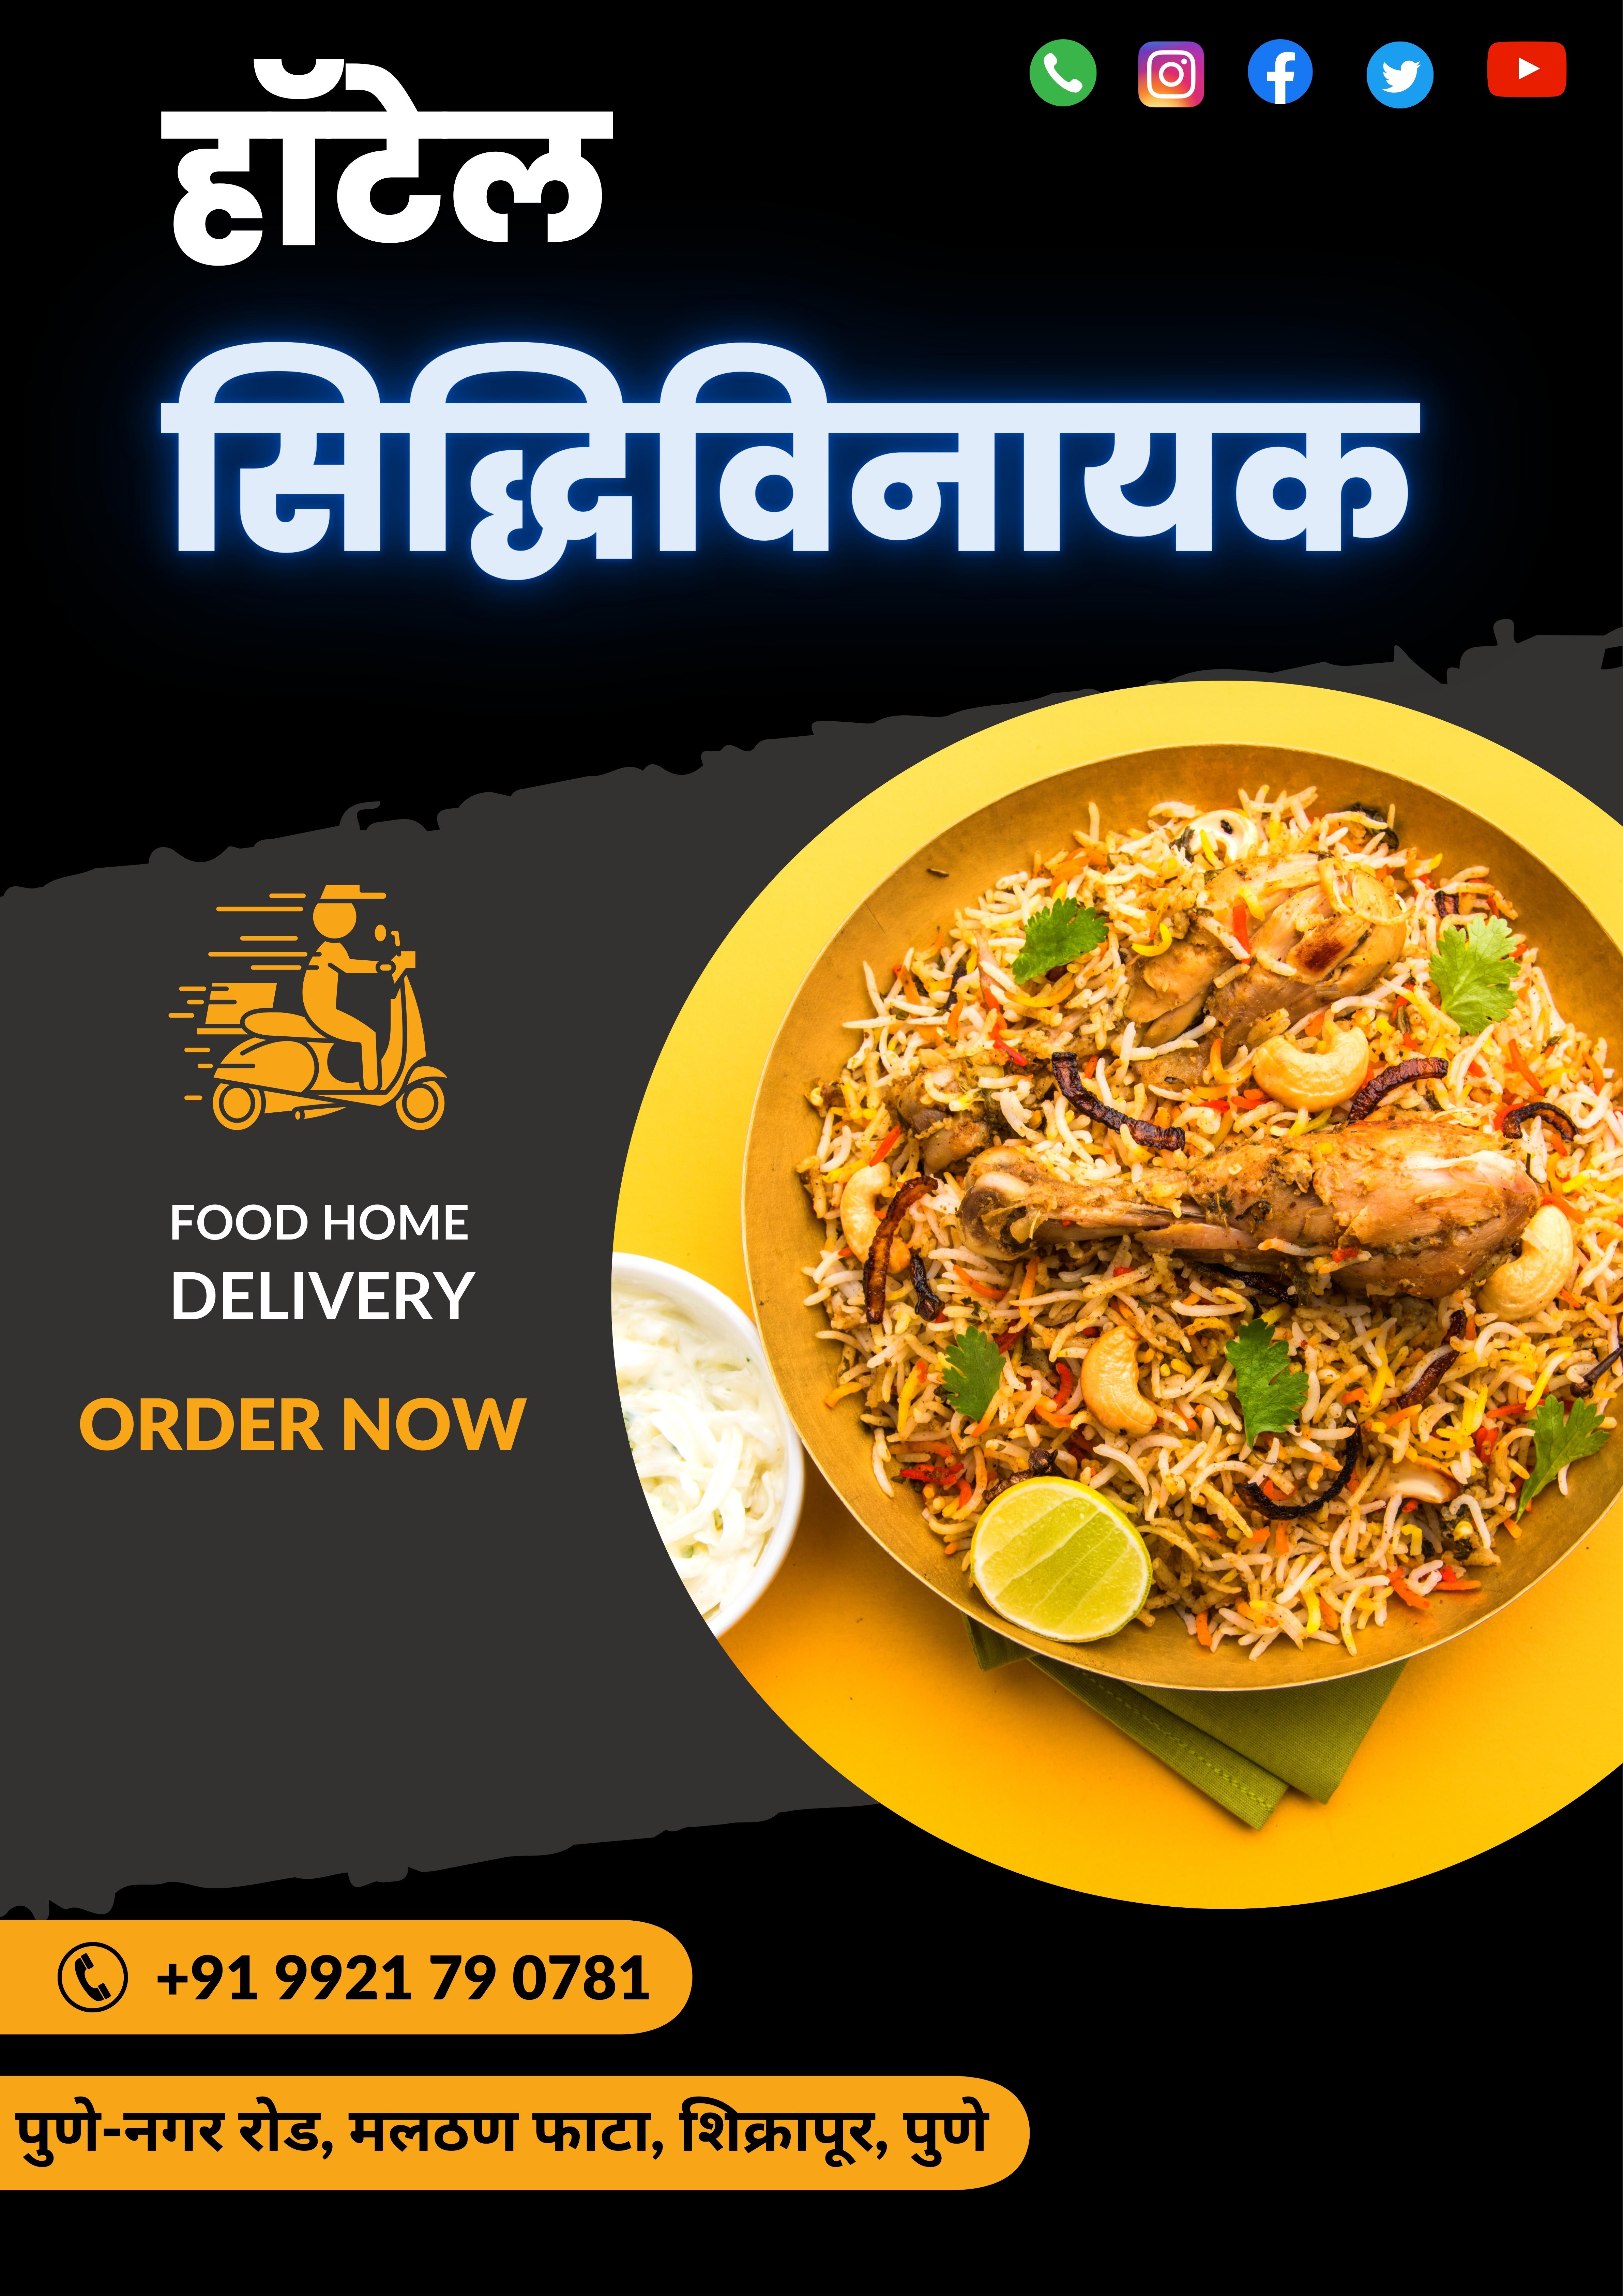 हॉटेल
सिद्धिविनायक
FOOD HOME
DELIVERY
ORDER NOW
+91 9921 79 0781
पुणे-नगर रोड, मलठण फाटा, शिक्रापूर, पुणे